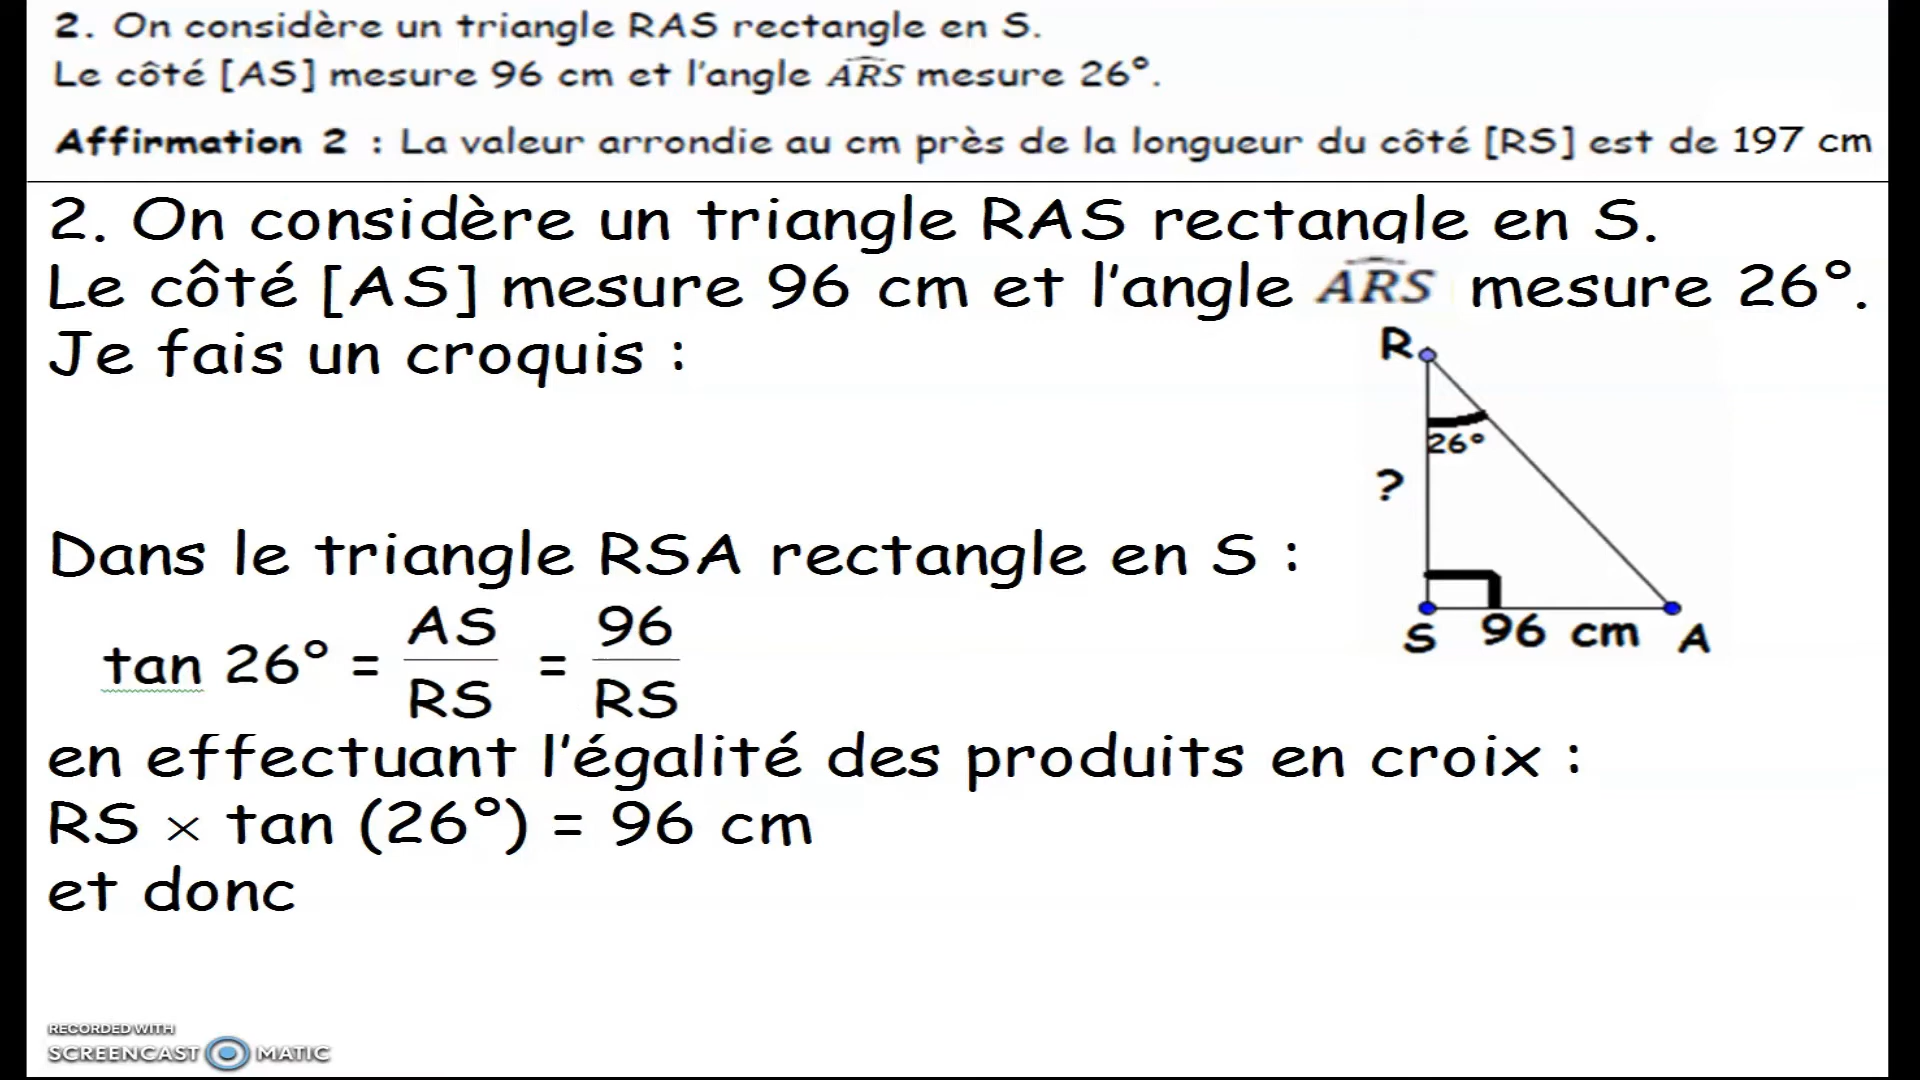 2. On considère un triangle RAS rectangle en S.
Le côté [AS] mesure 96 cm et l'angle ARS mesure 26°.
Affirmation 2 : La valeur arrondie au cm près de la longueur du côté [RS] est de 197 cm
2. On considère un triangle RAS rectangle en S.
Le côté [AS] mesure 96 cm et l'angle ARS mesure 26°.
Je fais un croquis :
R
26°
?
S 96 cm A
Dans le triangle RSA rectangle en S :
tan 26° = AS/RS = 96/RS
en effectuant l'égalité des produits en croix :
RS × tan (26°) = 96 cm
et donc
RECORDED WITH
SCREENCAST MATIC